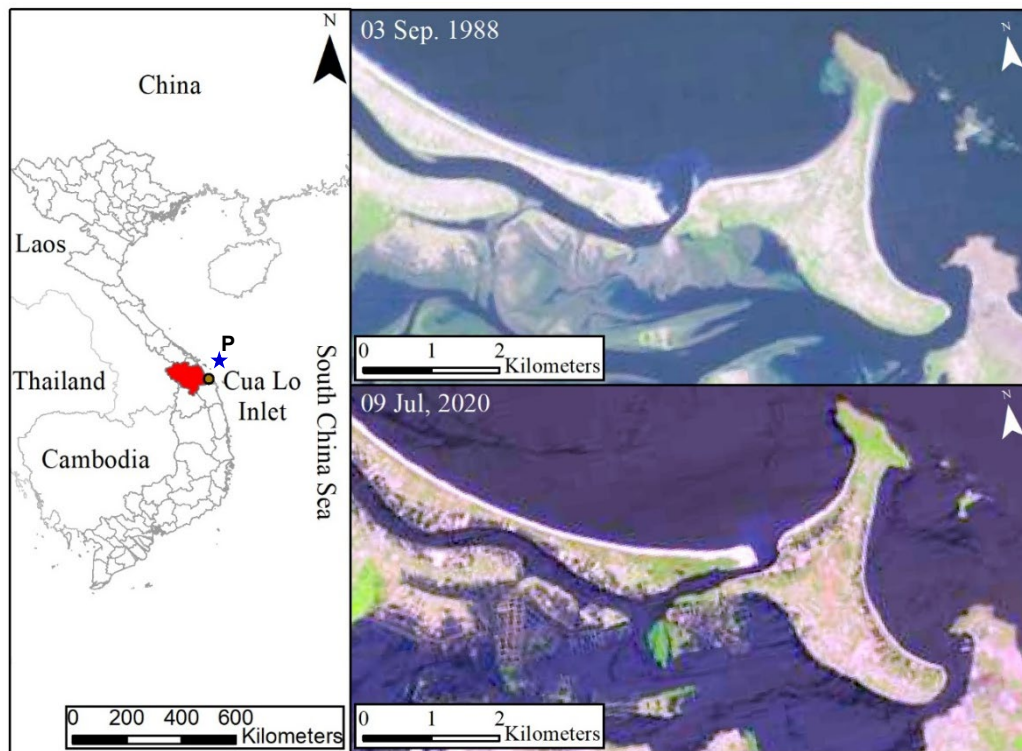 N
China
Laos
P
Thailand
Cua Lo
Inlet
Cambodia
South China Sea
0 200 400 600
Kilometers
03 Sep. 1988
N
0 1 2
Kilometers
09 Jul, 2020
N
0 1 2
Kilometers